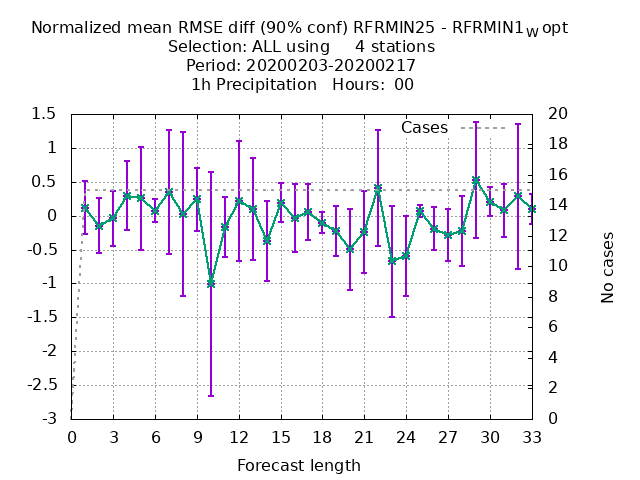 Normalized mean RMSE diff (90% conf) RFRMIN25 - RFRMIN1wopt
Selection: ALL using 4 stations
Period: 20200203-20200217
1h Precipitation Hours: 00
Cases
1.5
1
0.5
0
-0.5
-1
-1.5
-2
-2.5
-3
20
18
16
14
12
10
8
6
4
2
0
No cases
0 3 6 9 12 15 18 21 24 27 30 33
Forecast length